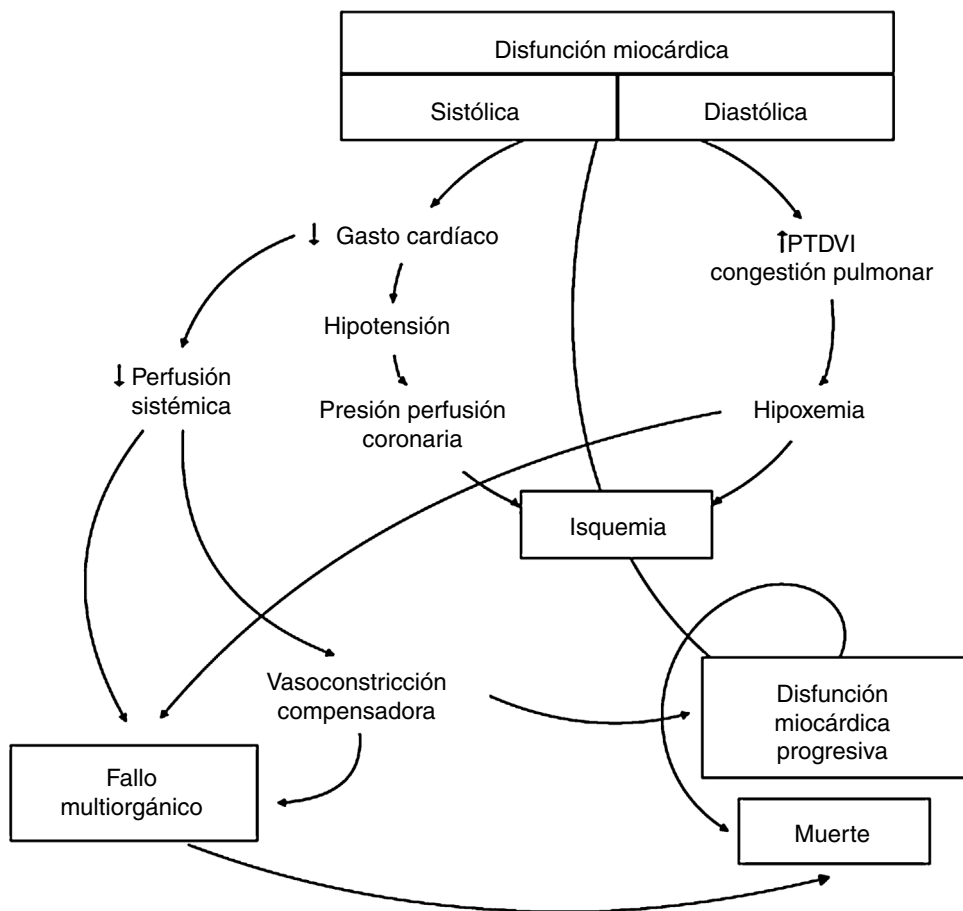 Disfunción miocárdica
Sistólica
Diastólica
↓ Gasto cardíaco
↑PTDVI
congestión pulmonar
Hipotensión
↓ Perfusión
sistémica
Presión perfusión
coronaria
Hipoxemia
Isquemia
Vasoconstricción
compensadora
Disfunción
miocárdica
progresiva
Fallo
multiorgánico
Muerte